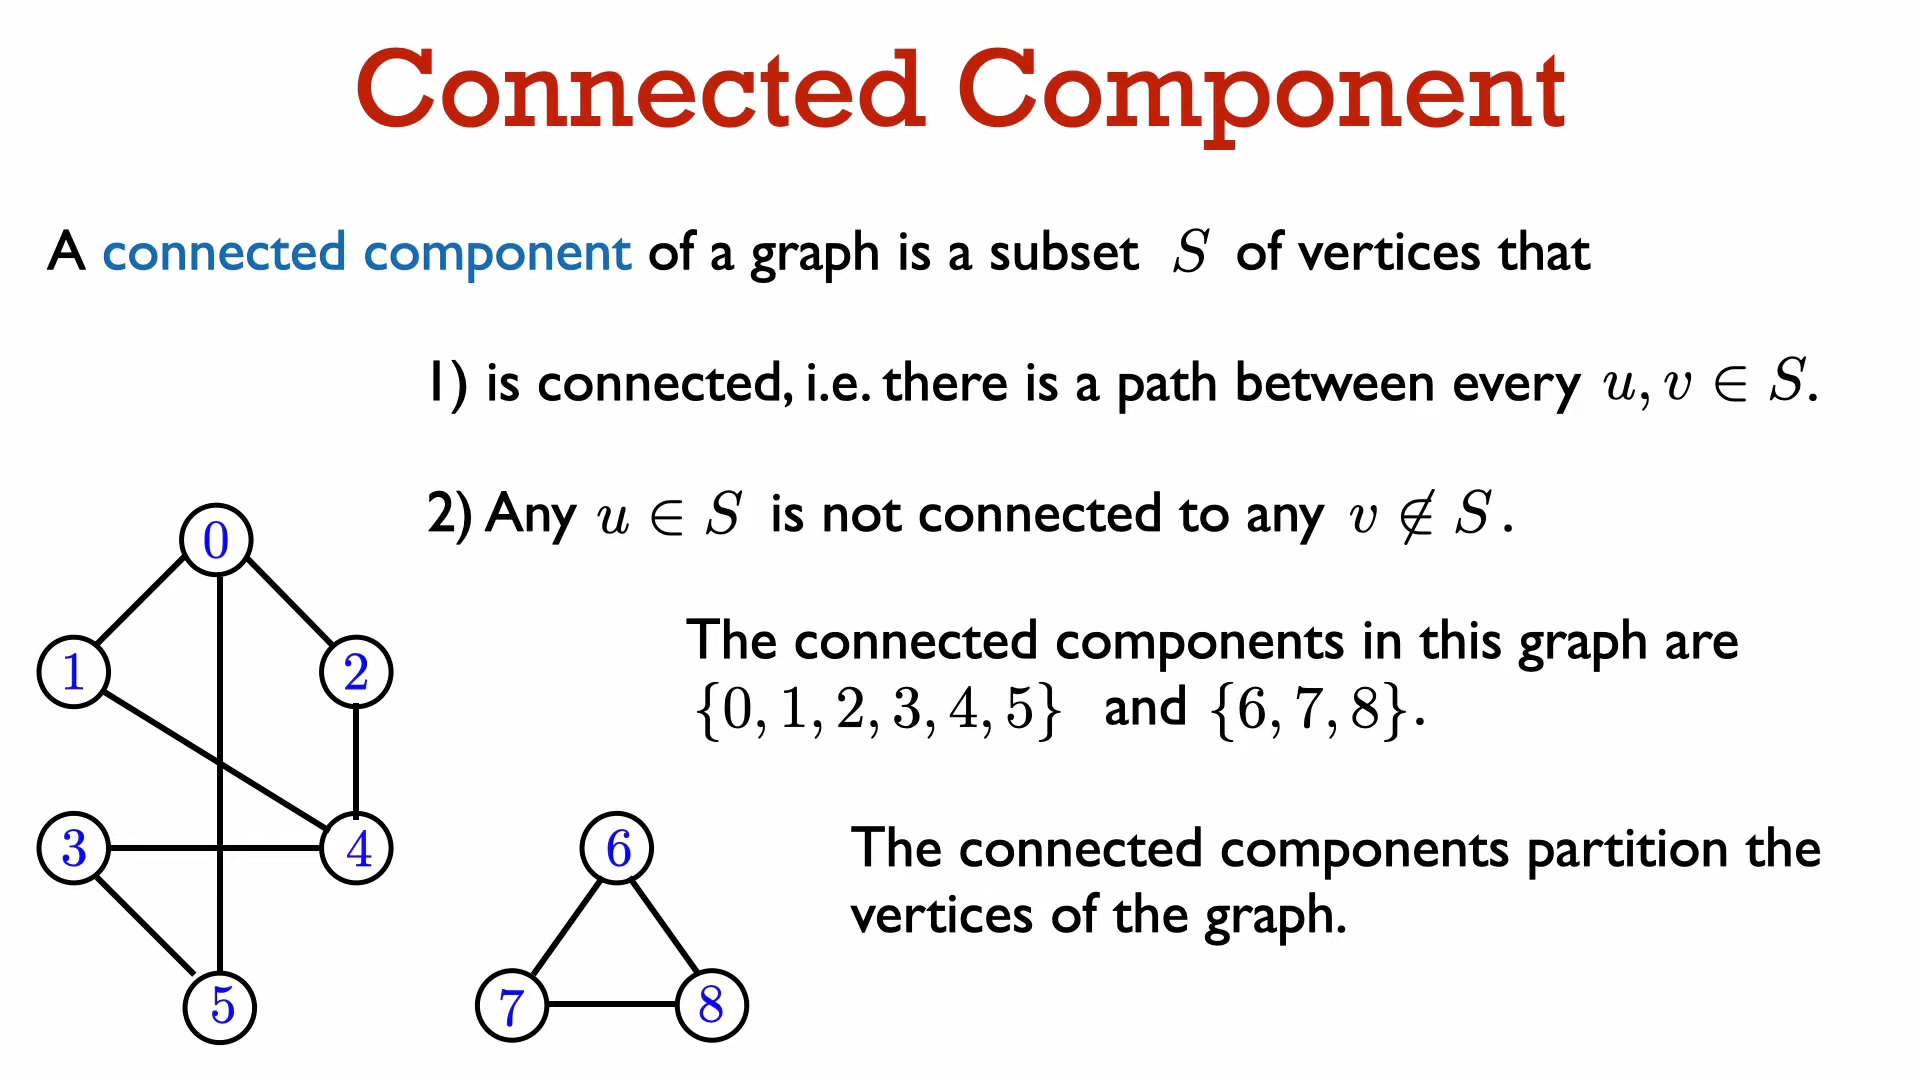 Connected Component
A connected component of a graph is a subset S of vertices that
1) is connected, i.e. there is a path between every u, v ∈ S.
2) Any u ∈ S is not connected to any v ∉ S.
The connected components in this graph are
{0, 1, 2, 3, 4, 5} and {6, 7, 8}.
The connected components partition the
vertices of the graph.
0
1
2
3
4
5
6
7
8